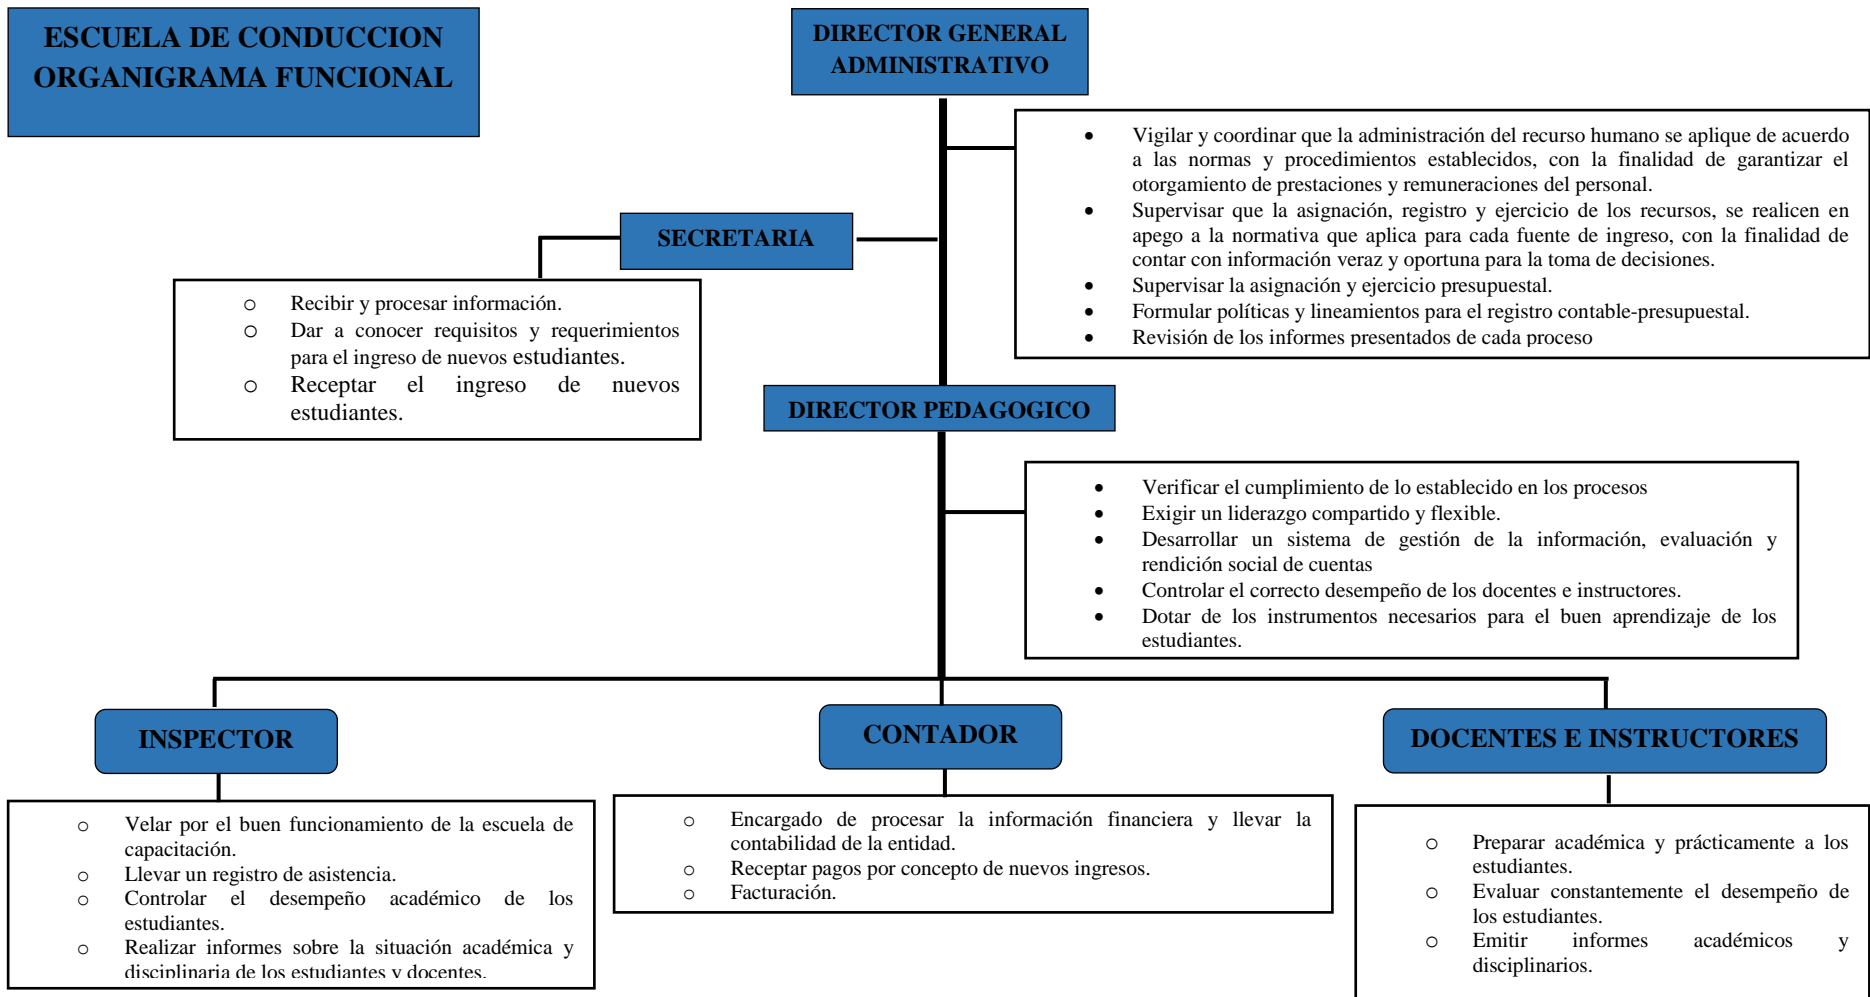 ESCUELA DE CONDUCCION
ORGANIGRAMA FUNCIONAL
DIRECTOR GENERAL
ADMINISTRATIVO
• Vigilar y coordinar que la administración del recurso humano se aplique de acuerdo
a las normas y procedimientos establecidos, con la finalidad de garantizar el
otorgamiento de prestaciones y remuneraciones del personal.
• Supervisar que la asignación, registro y ejercicio de los recursos, se realicen en
apego a la normativa que aplica para cada fuente de ingreso, con la finalidad de
contar con información veraz y oportuna para la toma de decisiones.
• Supervisar la asignación y ejercicio presupuestal.
• Formular políticas y lineamientos para el registro contable-presupuestal.
• Revisión de los informes presentados de cada proceso
SECRETARIA
o Recibir y procesar información.
o Dar a conocer requisitos y requerimientos
para el ingreso de nuevos estudiantes.
o Receptar el ingreso de nuevos
estudiantes.
DIRECTOR PEDAGOGICO
• Verificar el cumplimiento de lo establecido en los procesos
• Exigir un liderazgo compartido y flexible.
• Desarrollar un sistema de gestión de la información, evaluación y
rendición social de cuentas
• Controlar el correcto desempeño de los docentes e instructores.
• Dotar de los instrumentos necesarios para el buen aprendizaje de los
estudiantes.
INSPECTOR
o Velar por el buen funcionamiento de la escuela de
capacitación.
o Llevar un registro de asistencia.
o Controlar el desempeño académico de los
estudiantes.
o Realizar informes sobre la situación académica y
disciplinaria de los estudiantes y docentes.
CONTADOR
o Encargado de procesar la información financiera y llevar la
contabilidad de la entidad.
o Receptar pagos por concepto de nuevos ingresos.
o Facturación.
DOCENTES E INSTRUCTORES
o Preparar académica y prácticamente a los
estudiantes.
o Evaluar constantemente el desempeño de
los estudiantes.
o Emitir informes académicos y
disciplinarios.